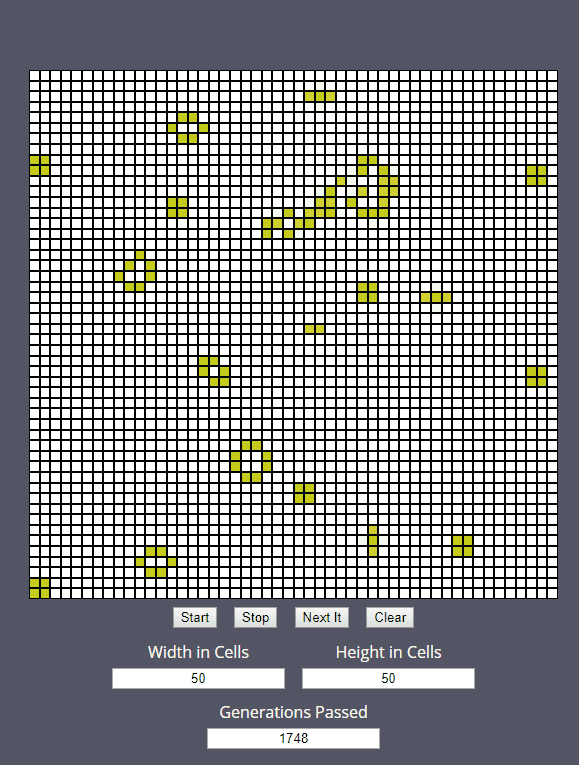 Start Stop Next It Clear
Width in Cells Height in Cells
50 50
Generations Passed
1748